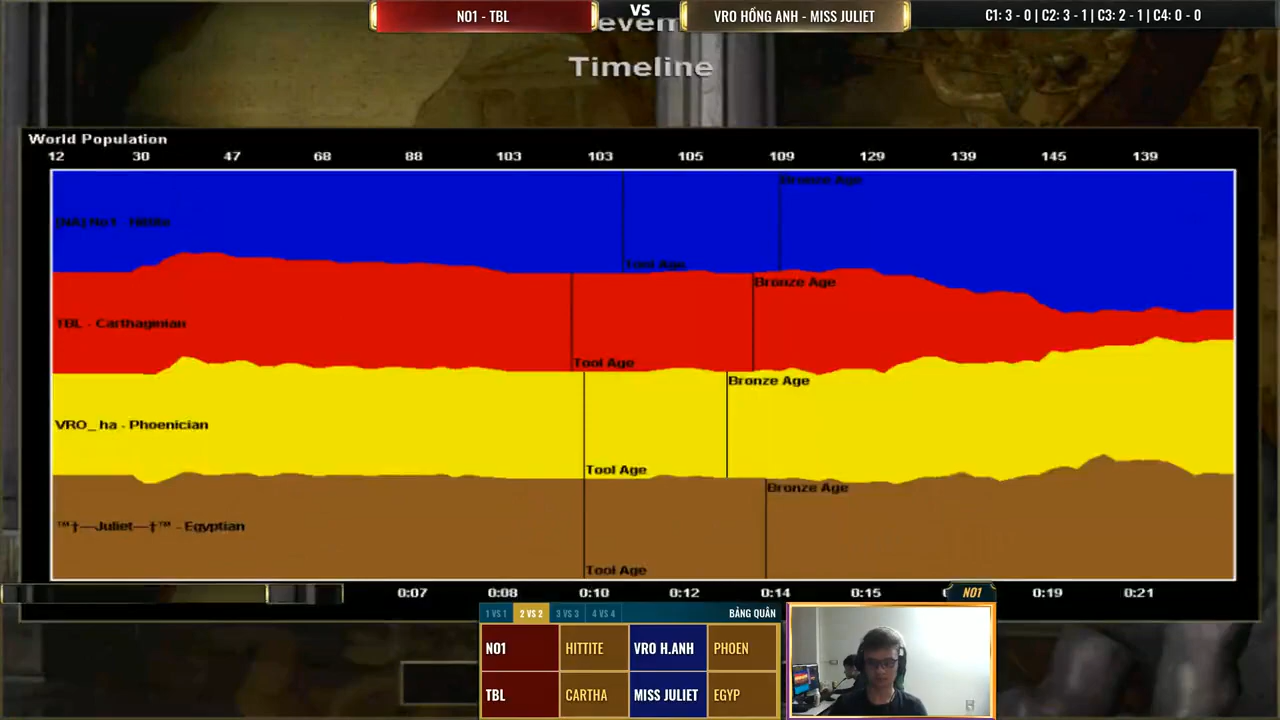 NO1 - TBL
VS
VRO HỒNG ANH - MISS JULIET
C1: 3 - 0 | C2: 3 - 1 | C3: 2 - 1 | C4: 0 - 0
Timeline
World Population
12 30 47 68 88 103 103 105 109 129 139 145 139
Bronze Age
Tool Age
Bronze Age
TBL - Carthaginian
Tool Age
Bronze Age
VRO_ ha - Phoenician
Tool Age
Bronze Age
™†—Juliet—†™ - Egyptian
Tool Age
0:07 0:08 0:10 0:12 0:14 0:15 0:19 0:21
NO1
1 VS 1 2 VS 2 3 VS 3 4 VS 4 BẢNG QUÂN
NO1 HITTITE VRO H.ANH PHOEN
TBL CARTHA MISS JULIET EGYP